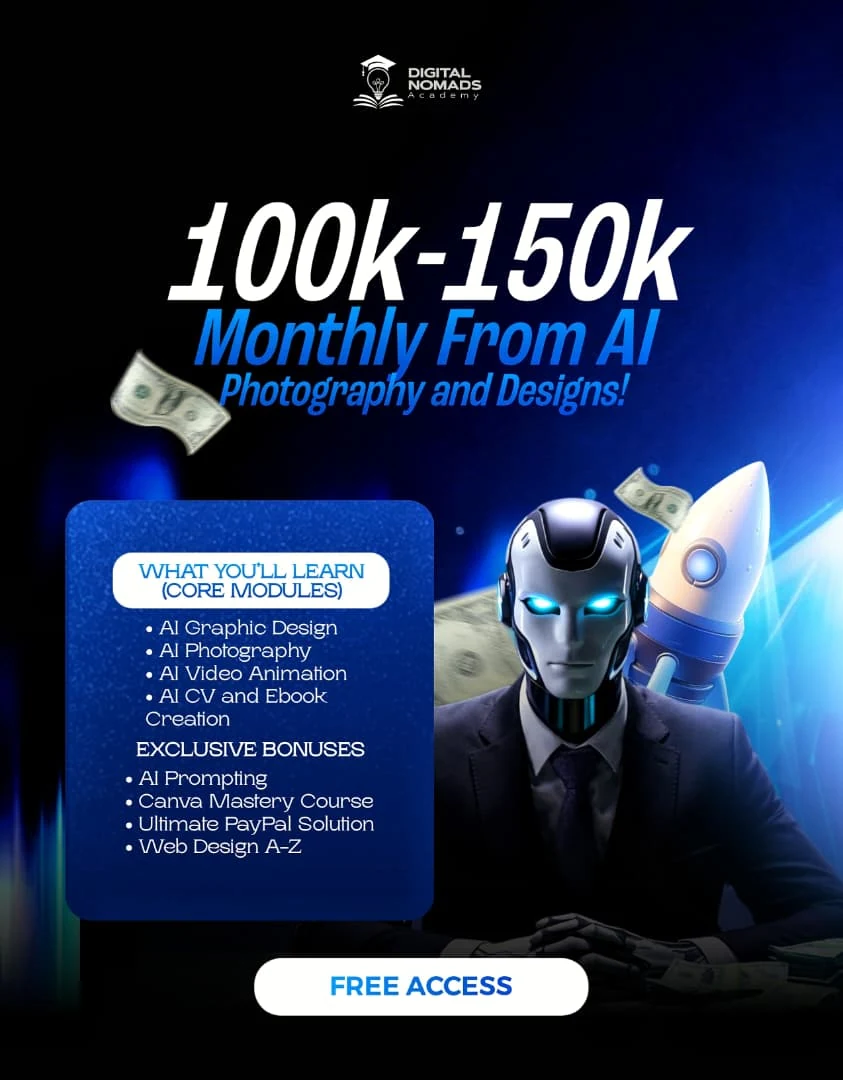 DIGITAL
NOMADS
Academy
100k-150k
Monthly From AI
Photography and Designs!
WHAT YOU'LL LEARN
(CORE MODULES)
• AI Graphic Design
• AI Photography
• AI Video Animation
• AI CV and Ebook
Creation
EXCLUSIVE BONUSES
• AI Prompting
• Canva Mastery Course
• Ultimate PayPal Solution
• Web Design A-Z
FREE ACCESS